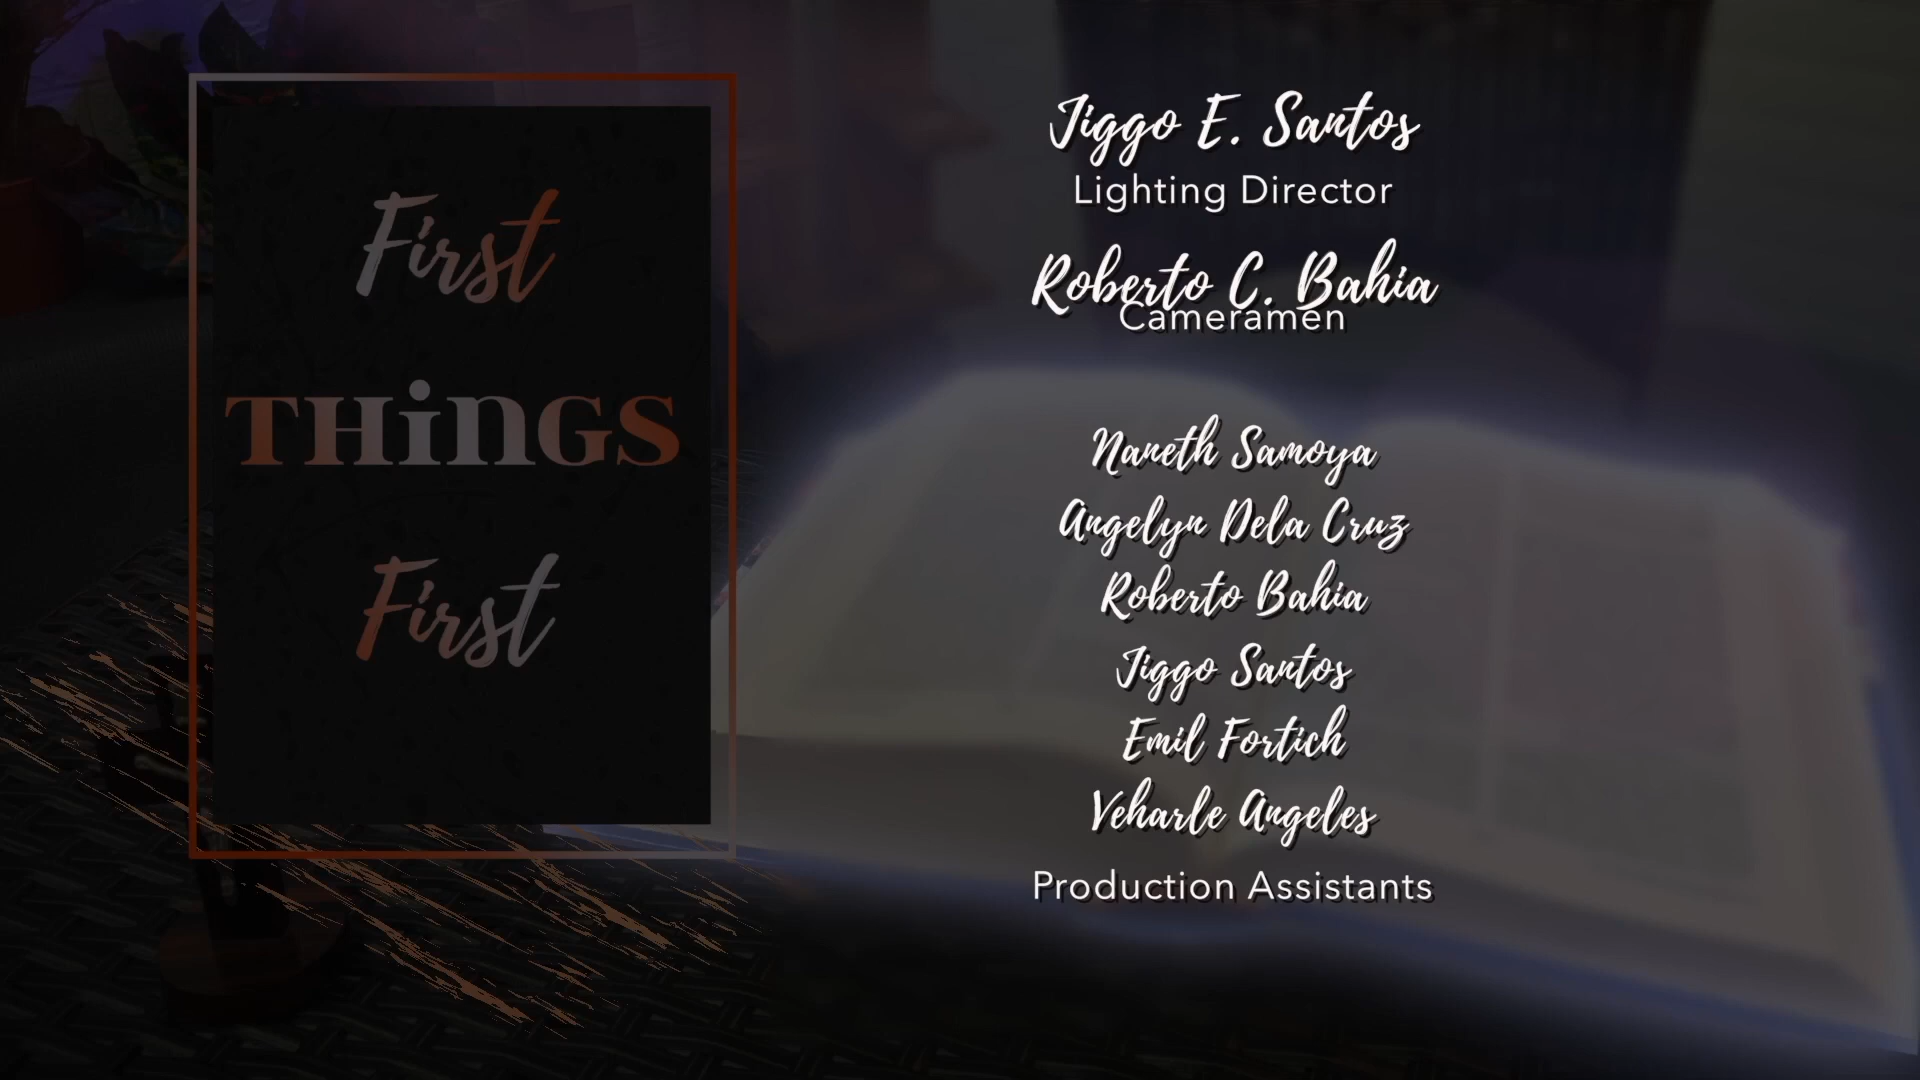 First
THiNGS
First
Jiggo E. Santos
Lighting Director
Roberto C. Bahia
Cameramen
Naneth Samoya
Angelyn Dela Cruz
Roberto Bahia
Jiggo Santos
Emil Fortich
Veharle Angeles
Production Assistants